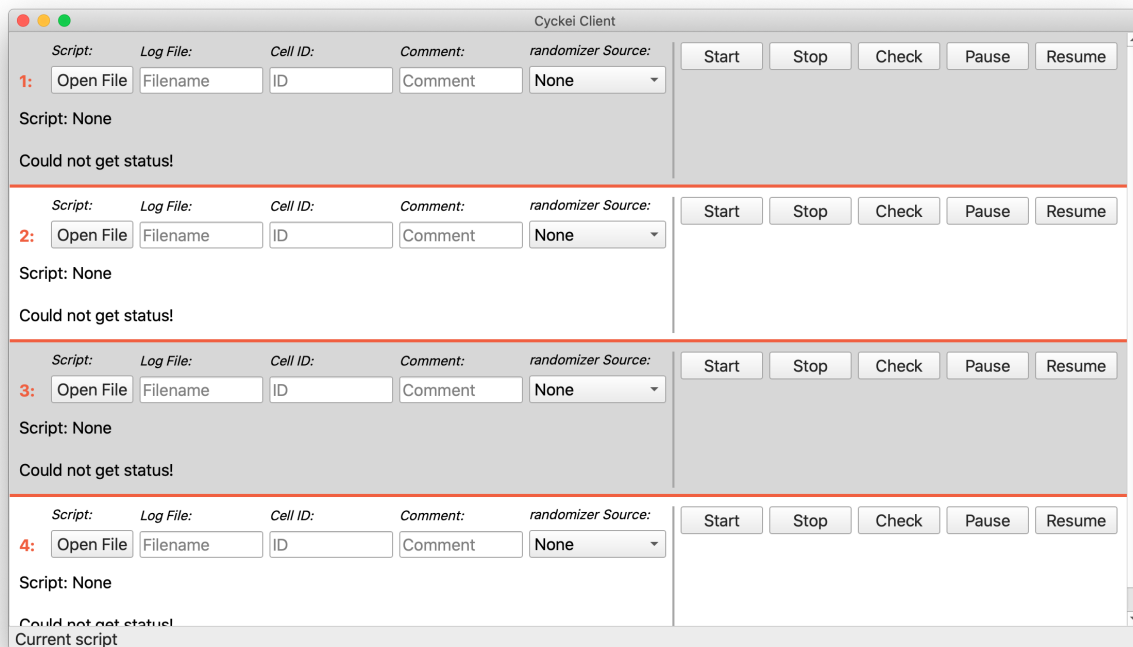 Cyckei Client
Script: Log File: Cell ID: Comment: randomizer Source:
1: Open File Filename ID Comment None Start Stop Check Pause Resume
Script: None
Could not get status!
Script: Log File: Cell ID: Comment: randomizer Source:
2: Open File Filename ID Comment None Start Stop Check Pause Resume
Script: None
Could not get status!
Script: Log File: Cell ID: Comment: randomizer Source:
3: Open File Filename ID Comment None Start Stop Check Pause Resume
Script: None
Could not get status!
Script: Log File: Cell ID: Comment: randomizer Source:
4: Open File Filename ID Comment None Start Stop Check Pause Resume
Script: None
Could not get status!
Current script